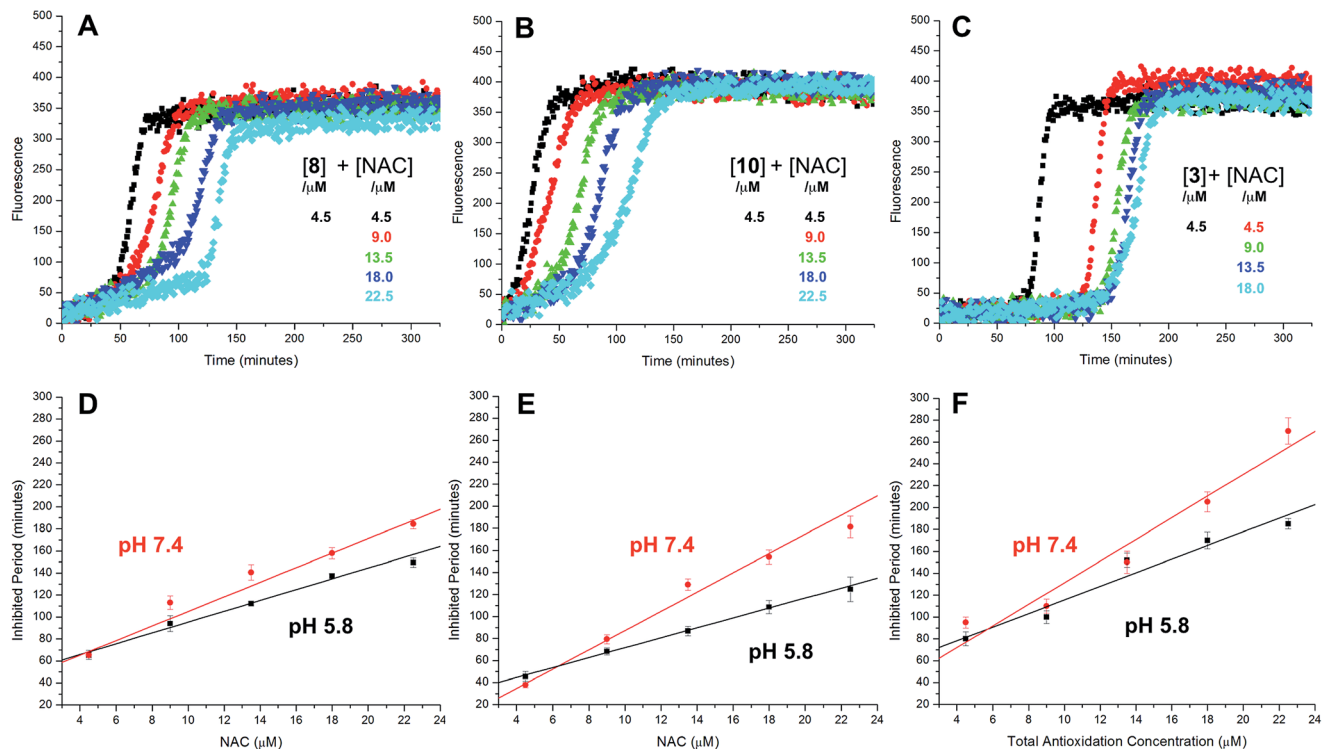 A
Fluorescence
500
450
400
350
300
250
200
150
100
50
0
[8] + [NAC]
/μM /μM
4.5 4.5
9.0
13.5
18.0
22.5
0 50 100 150 200 250 300
Time (minutes)
B
Fluorescence
500
450
400
350
300
250
200
150
100
50
0
[10] + [NAC]
/μM /μM
4.5 4.5
9.0
13.5
18.0
22.5
0 50 100 150 200 250 300
Time (minutes)
C
Fluorescence
500
450
400
350
300
250
200
150
100
50
0
[3]+ [NAC]
/μM /μM
4.5 4.5
9.0
13.5
18.0
0 50 100 150 200 250 300
Time (minutes)
D
Inhibited Period (minutes)
300
280
260
240
220
200
180
160
140
120
100
80
60
40
20
pH 7.4
pH 5.8
4 6 8 10 12 14 16 18 20 22 24
NAC (μM)
E
Inhibited Period (minutes)
300
280
260
240
220
200
180
160
140
120
100
80
60
40
20
pH 7.4
pH 5.8
4 6 8 10 12 14 16 18 20 22 24
NAC (μM)
F
Inhibited Period (minutes)
300
280
260
240
220
200
180
160
140
120
100
80
60
40
20
pH 7.4
pH 5.8
4 6 8 10 12 14 16 18 20 22 24
Total Antioxidation Concentration (μM)